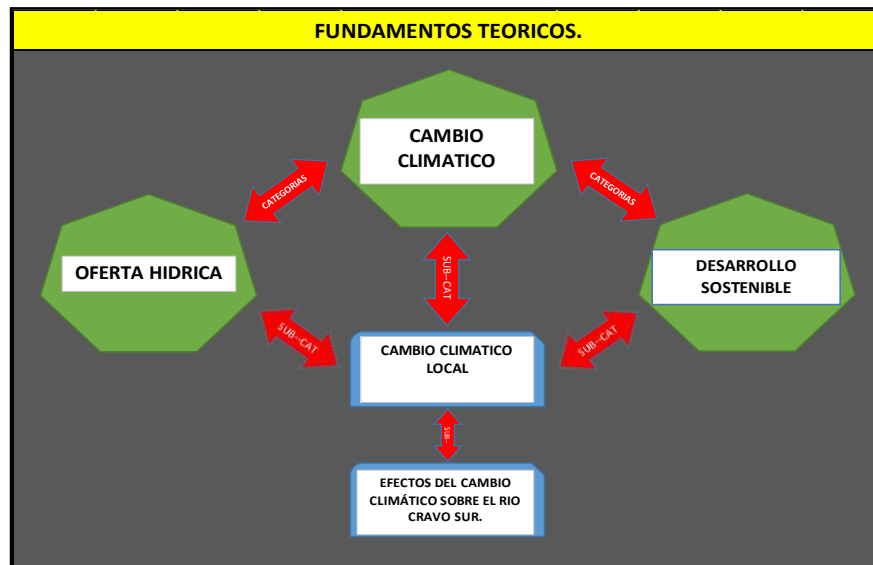 FUNDAMENTOS TEORICOS.
CAMBIO
CLIMATICO
CATEGORIAS
CATEGORIAS
OFERTA HIDRICA
DESARROLLO
SOSTENIBLE
SUB-CAT
SUB-CAT
SUB-CAT
CAMBIO CLIMATICO
LOCAL
SUB-
EFECTOS DEL CAMBIO
CLIMÁTICO SOBRE EL RIO
CRAVO SUR.